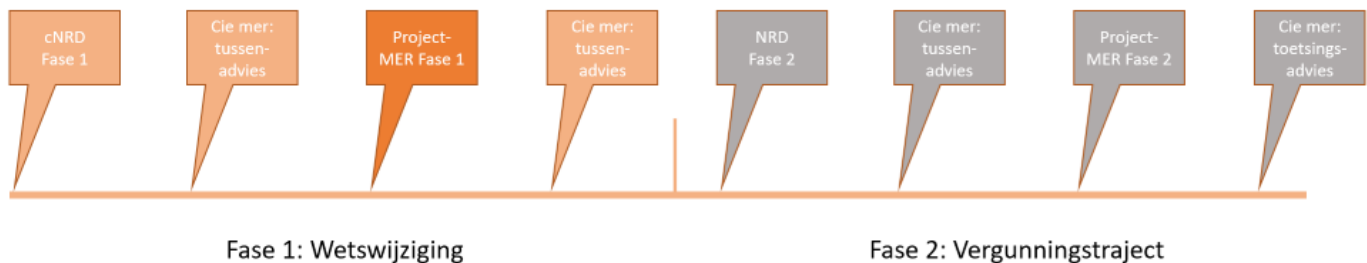 cNRD
Fase 1
Cie mer:
tussen-
advies
Project-
MER Fase 1
Cie mer:
tussen-
advies
NRD
Fase 2
Cie mer:
tussen-
advies
Project-
MER Fase 2
Cie mer:
toetsings-
advies
Fase 1: Wetswijziging
Fase 2: Vergunningstraject